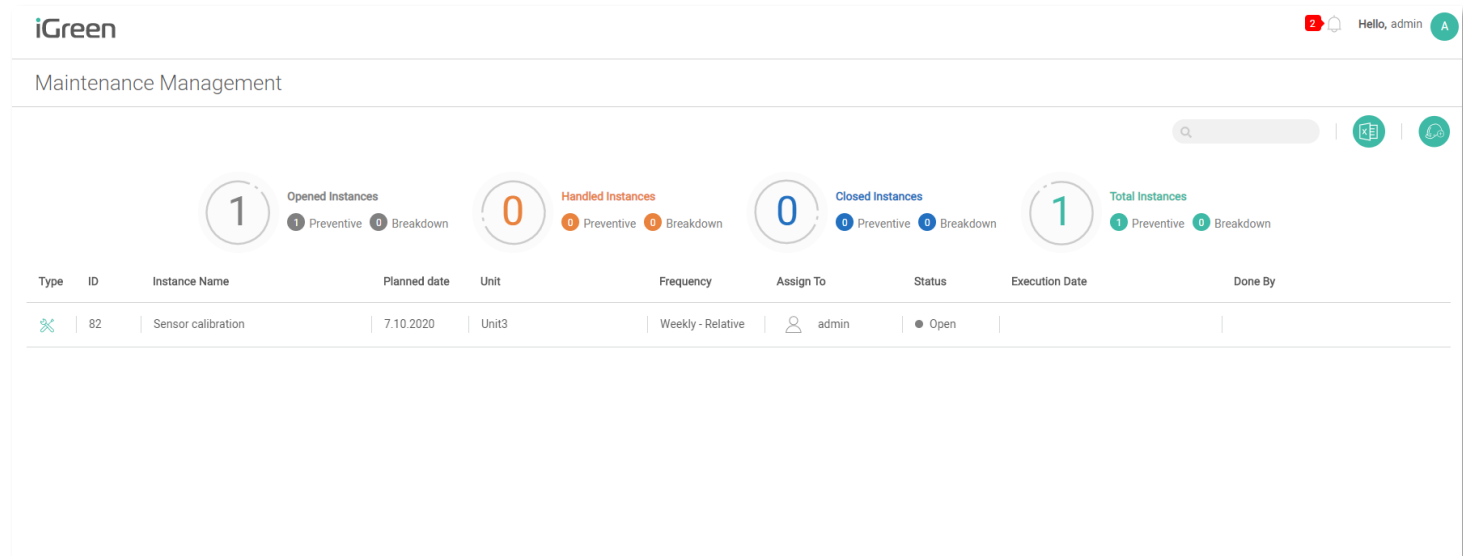 iGreen
2
Hello, admin
A
Maintenance Management
1
Opened Instances
1 Preventive 0 Breakdown
0
Handled Instances
0 Preventive 0 Breakdown
0
Closed Instances
0 Preventive 0 Breakdown
1
Total Instances
1 Preventive 0 Breakdown
Type ID Instance Name Planned date Unit Frequency Assign To Status Execution Date Done By
82 Sensor calibration 7.10.2020 Unit3 Weekly - Relative admin Open